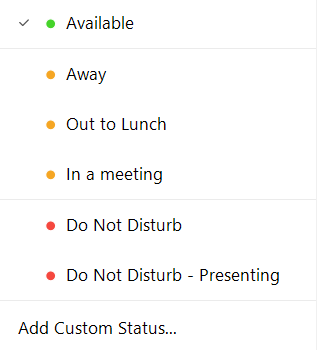 Available
Away
Out to Lunch
In a meeting
Do Not Disturb
Do Not Disturb - Presenting
Add Custom Status...